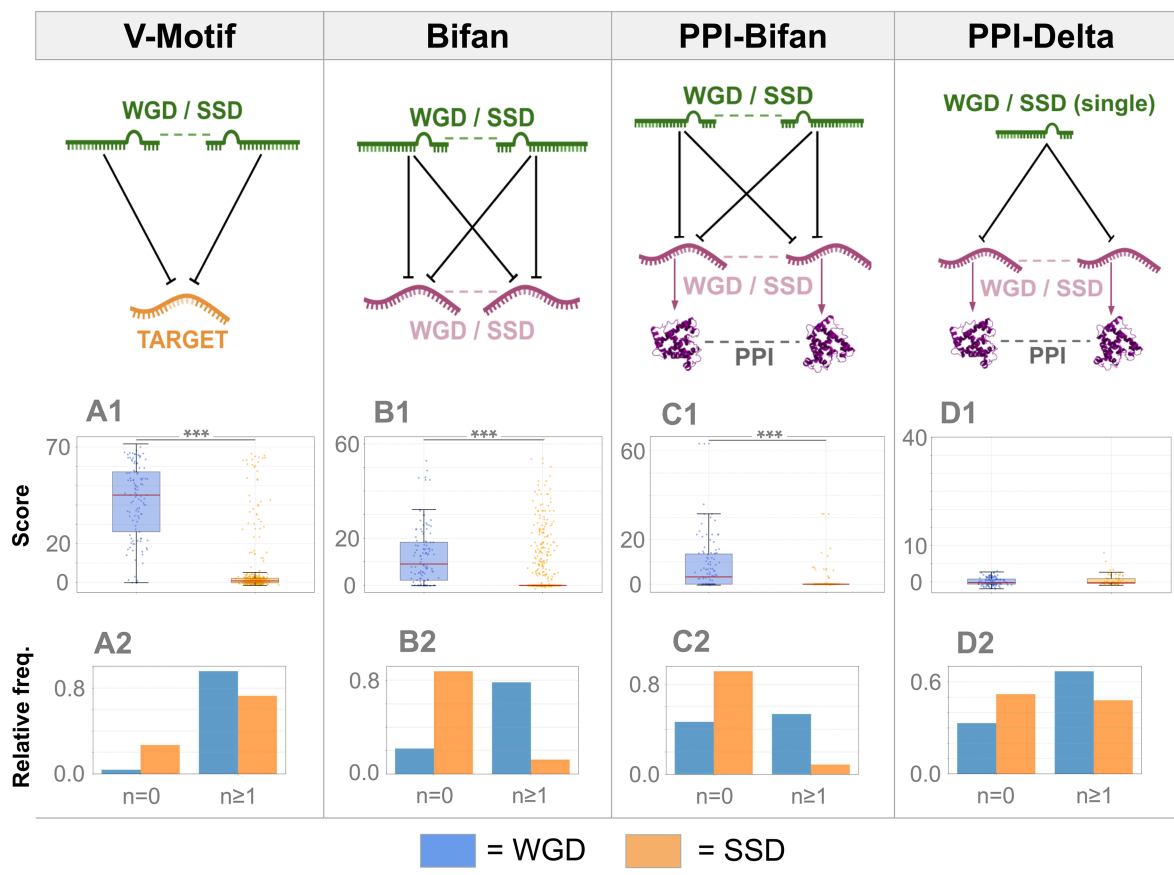 V-Motif Bifan PPI-Bifan PPI-Delta
WGD / SSD
TARGET
WGD / SSD
WGD / SSD
WGD / SSD
WGD / SSD
PPI
WGD / SSD (single)
WGD / SSD
PPI
Score
A1
***
70
20
0
B1
***
60
20
0
C1
***
60
20
0
D1
40
10
0
Relative freq.
A2
0.8
0.0
n=0 n≥1
B2
0.8
0.0
n=0 n≥1
C2
0.8
0.0
n=0 n≥1
D2
0.6
0.0
n=0 n≥1
= WGD = SSD